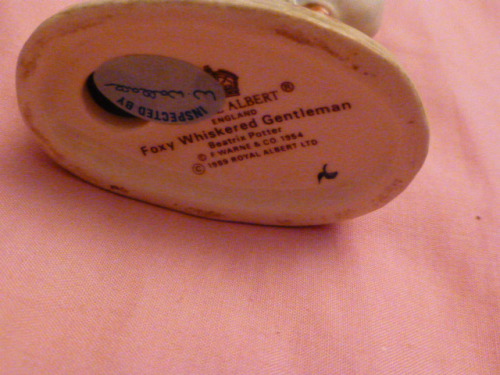 INSPECTED BY
ALBERT ®
ENGLAND
Foxy Whiskered Gentleman
Beatrix Potter
© F. WARNE & CO 1954
© 1989 ROYAL ALBERT LTD